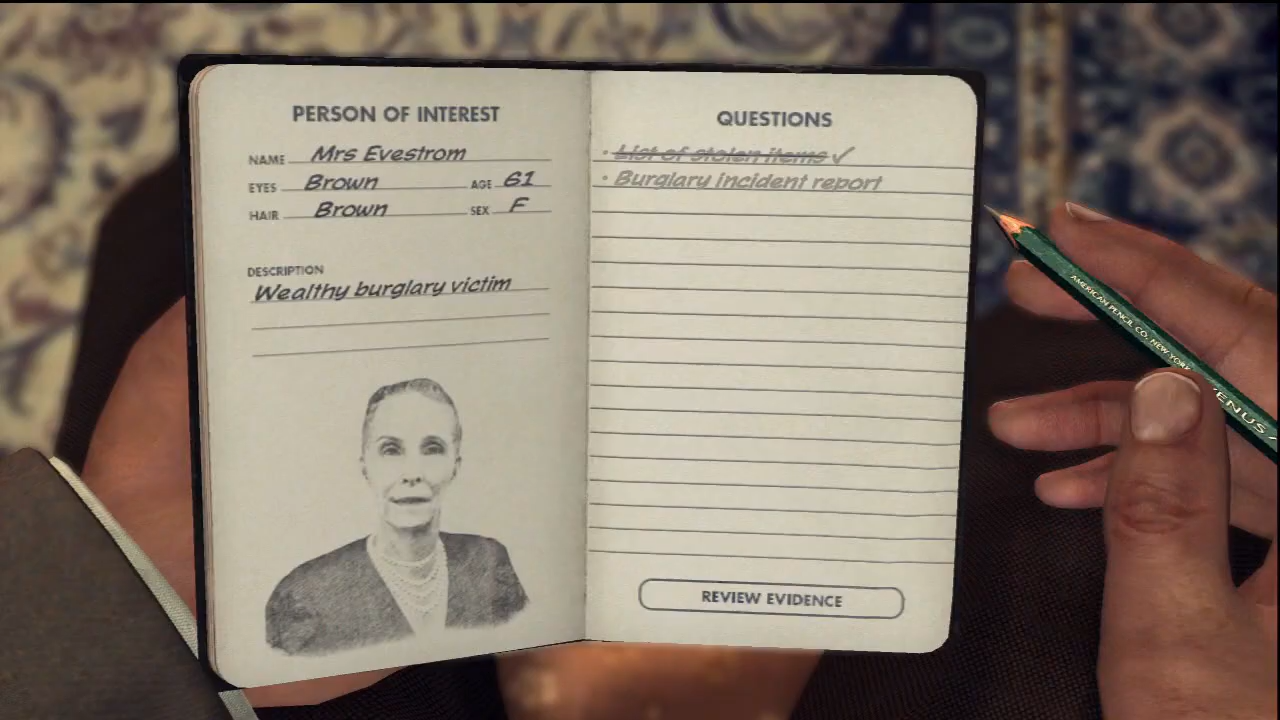 PERSON OF INTEREST
NAME Mrs Evestrom
EYES Brown AGE 61
HAIR Brown SEX F
DESCRIPTION
Wealthy burglary victim
QUESTIONS
· List of stolen items ✓
· Burglary incident report
REVIEW EVIDENCE
AMERICAN PENCIL CO. NEW YORK VENUS